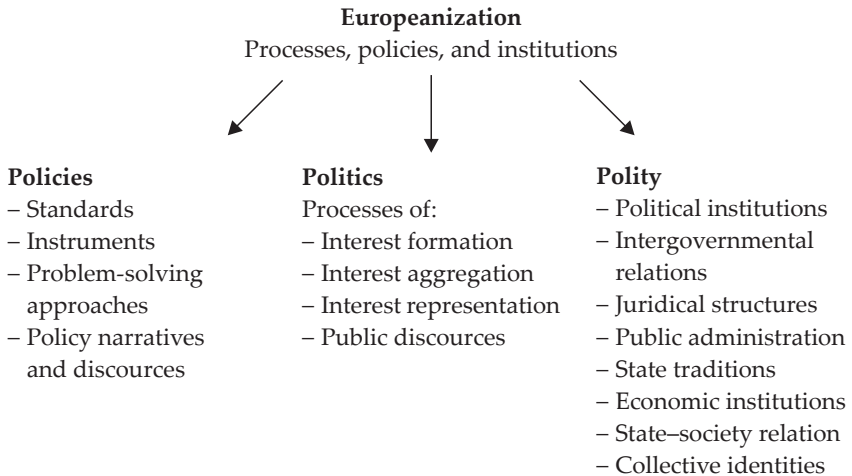 Europeanization
Processes, policies, and institutions
Policies
– Standards
– Instruments
– Problem-solving
approaches
– Policy narratives
and discources
Politics
Processes of:
– Interest formation
– Interest aggregation
– Interest representation
– Public discources
Polity
– Political institutions
– Intergovernmental
relations
– Juridical structures
– Public administration
– State traditions
– Economic institutions
– State–society relation
– Collective identities